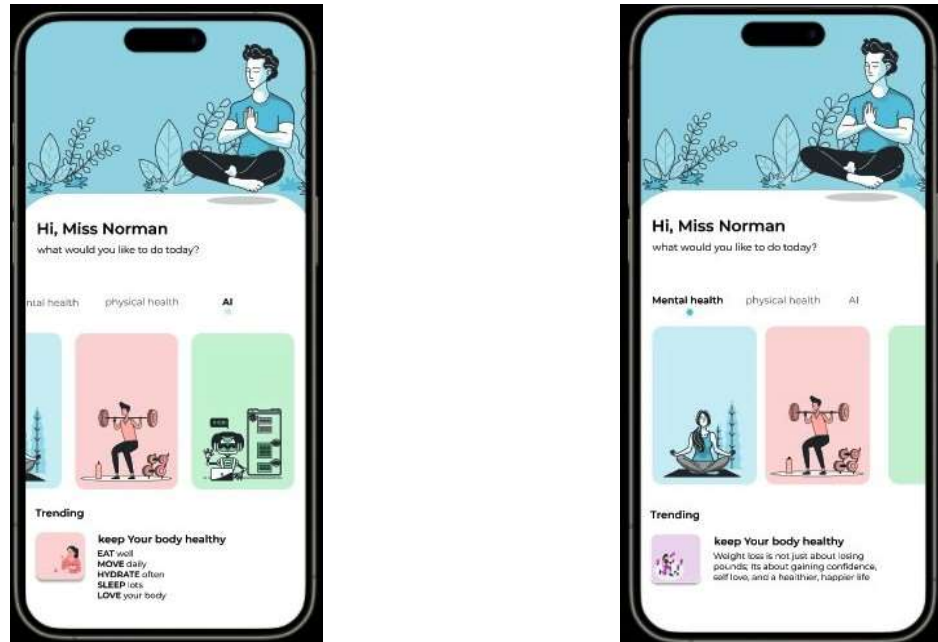 Hi, Miss Norman
what would you like to do today?
ntal health physical health AI
Trending
keep Your body healthy
EAT well
MOVE daily
HYDRATE often
SLEEP lots
LOVE your body
Hi, Miss Norman
what would you like to do today?
Mental health physical health AI
Trending
keep Your body healthy
Weight loss is not just about losing
pounds; its about gaining confidence,
self love, and a healthier, happier life